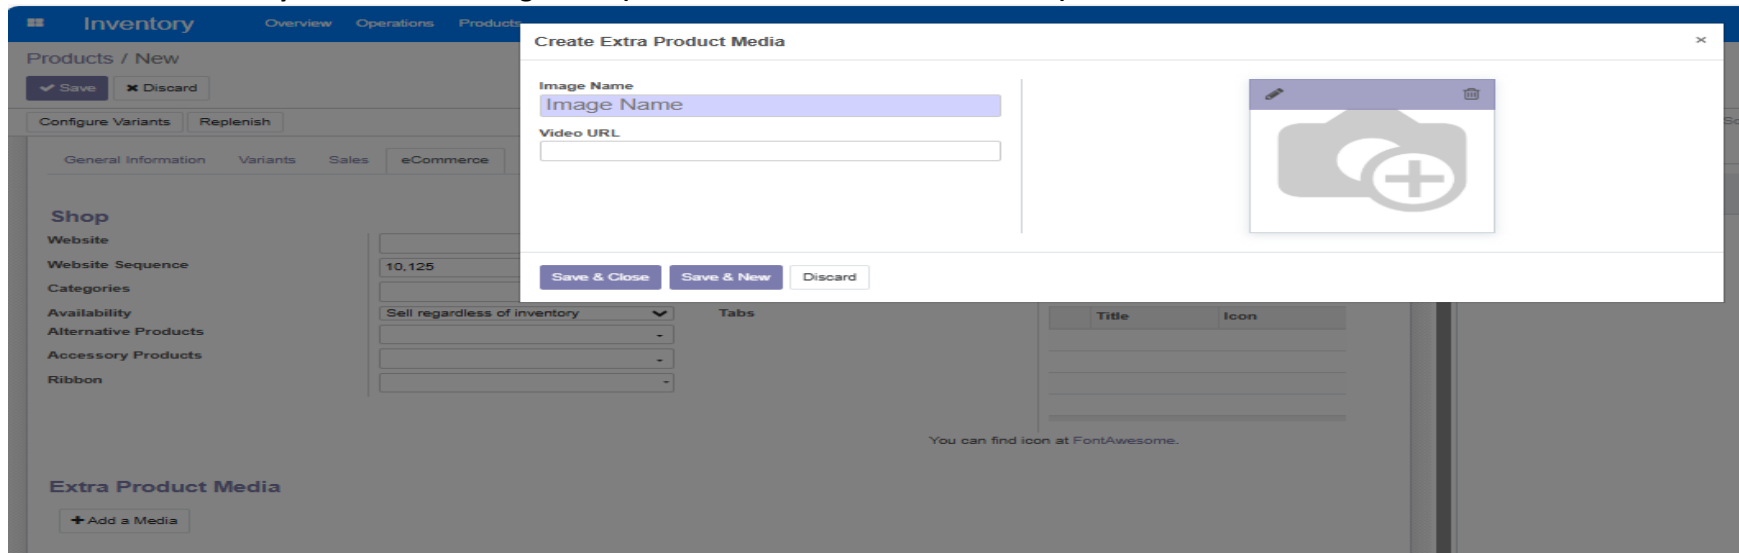 Inventory Overview Operations Products
Create Extra Product Media ×
Products / New
Save Discard
Image Name
Image Name
Configure Variants Replenish
Video URL
General Information Variants Sales eCommerce
Shop
Website
Website Sequence 10,125
Save & Close Save & New Discard
Categories
Availability Sell regardless of inventory Tabs Title Icon
Alternative Products
Accessory Products
Ribbon
You can find icon at FontAwesome.
Extra Product Media
+ Add a Media